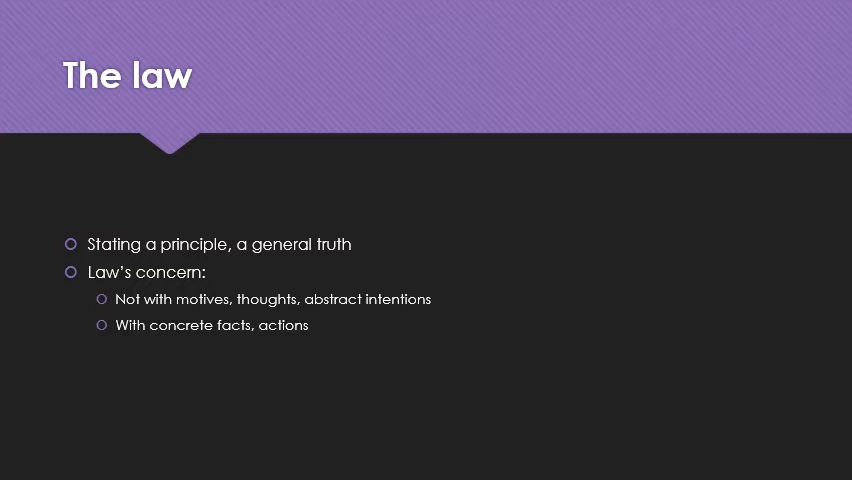 The law
Stating a principle, a general truth
Law's concern:
Not with motives, thoughts, abstract intentions
With concrete facts, actions